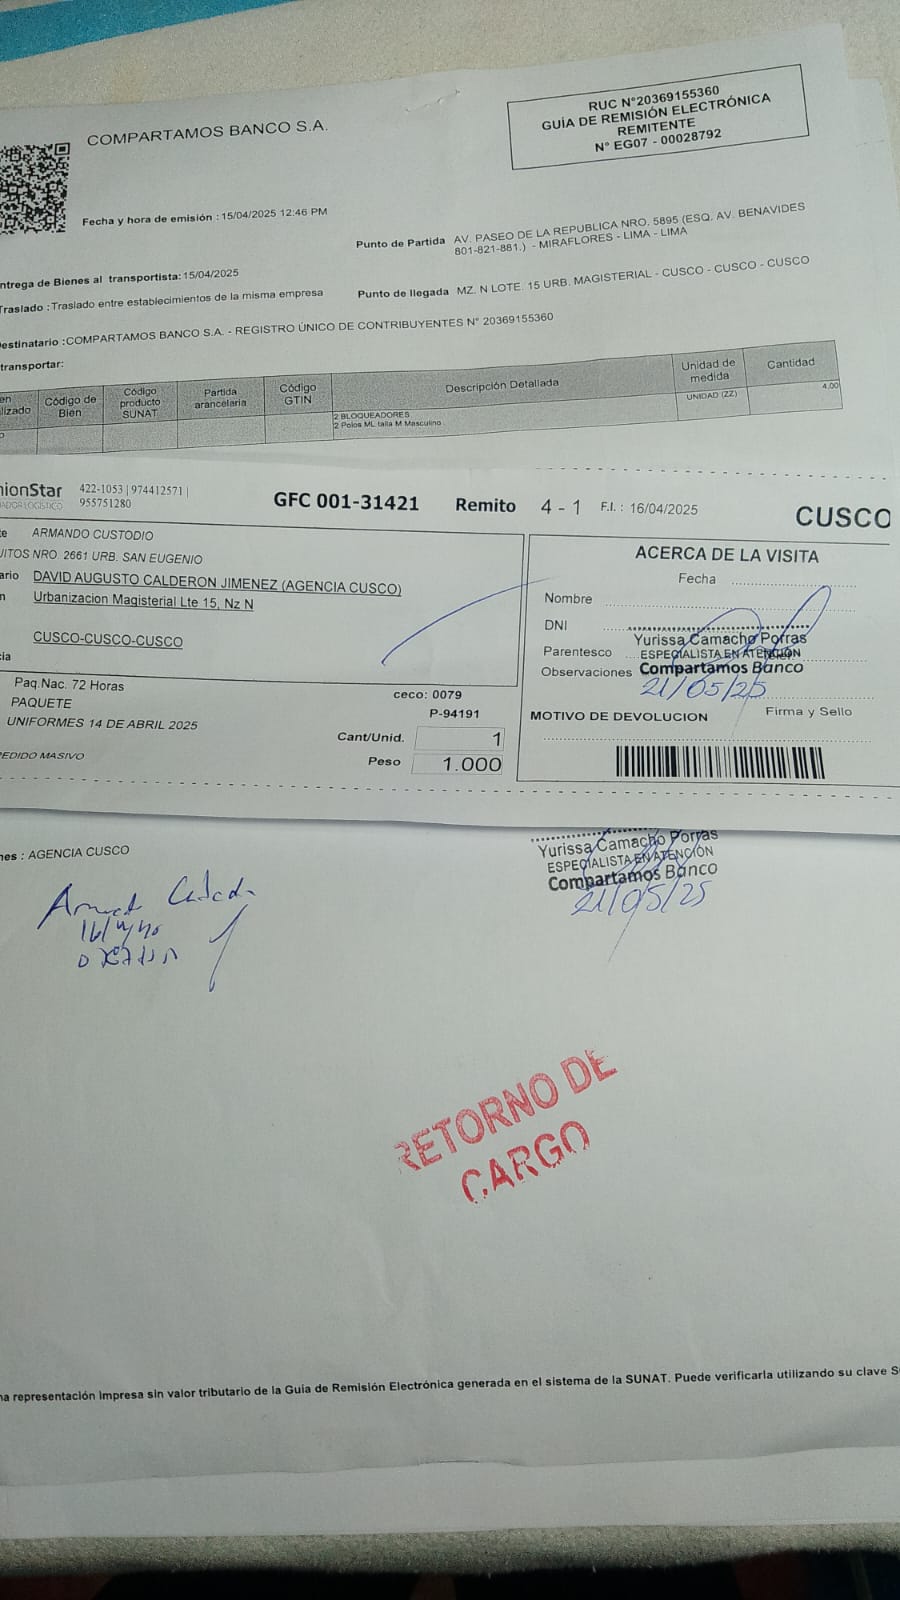 COMPARTAMOS BANCO S.A.
RUC N°20369155360
GUÍA DE REMISIÓN ELECTRÓNICA
REMITENTE
N° EG07 - 00028792
Fecha y hora de emisión : 15/04/2025 12:46 PM
Punto de Partida AV. PASEO DE LA REPUBLICA NRO. 5895 (ESQ. AV. BENAVIDES
801-821-881.) - MIRAFLORES - LIMA - LIMA
ntrega de Bienes al transportista: 15/04/2025
Traslado : Traslado entre establecimientos de la misma empresa
Punto de llegada MZ. N LOTE. 15 URB. MAGISTERIAL - CUSCO - CUSCO - CUSCO
estinatario : COMPARTAMOS BANCO S.A. - REGISTRO ÚNICO DE CONTRIBUYENTES N° 20369155360
transportar:
en
lizado
Código de
Bien
Código
producto
SUNAT
Partida
arancelaria
Código
GTIN
Descripción Detallada
Unidad de
medida
Cantidad
2 BLOQUEADORES
2 Polos ML talla M Masculino
UNIDAD (ZZ)
4.00
nionStar
ADOR LOGÍSTICO
422-1053 | 974412571 |
955751280
GFC 001-31421 Remito 4 - 1 F.I. : 16/04/2025
CUSCO
te ARMANDO CUSTODIO
UITOS NRO. 2661 URB. SAN EUGENIO
ario DAVID AUGUSTO CALDERON JIMENEZ (AGENCIA CUSCO)
n Urbanizacion Magisterial Lte 15, Nz N
CUSCO-CUSCO-CUSCO
cia
Paq.Nac. 72 Horas
PAQUETE
UNIFORMES 14 DE ABRIL 2025
PEDIDO MASIVO
ceco: 0079
P-94191
Cant/Unid. 1
Peso 1.000
ACERCA DE LA VISITA
Fecha
Nombre
DNI
Parentesco
Observaciones
Yurissa Camacho Porras
ESPECIALISTA EN ATENCIÓN
Compartamos Banco
21/05/25
MOTIVO DE DEVOLUCION
Firma y Sello
nes : AGENCIA CUSCO
Yurissa Camacho Porras
ESPECIALISTA EN ATENCIÓN
Compartamos Banco
21/05/25
RETORNO DE
CARGO
na representación impresa sin valor tributario de la Guía de Remisión Electrónica generada en el sistema de la SUNAT. Puede verificarla utilizando su clave S